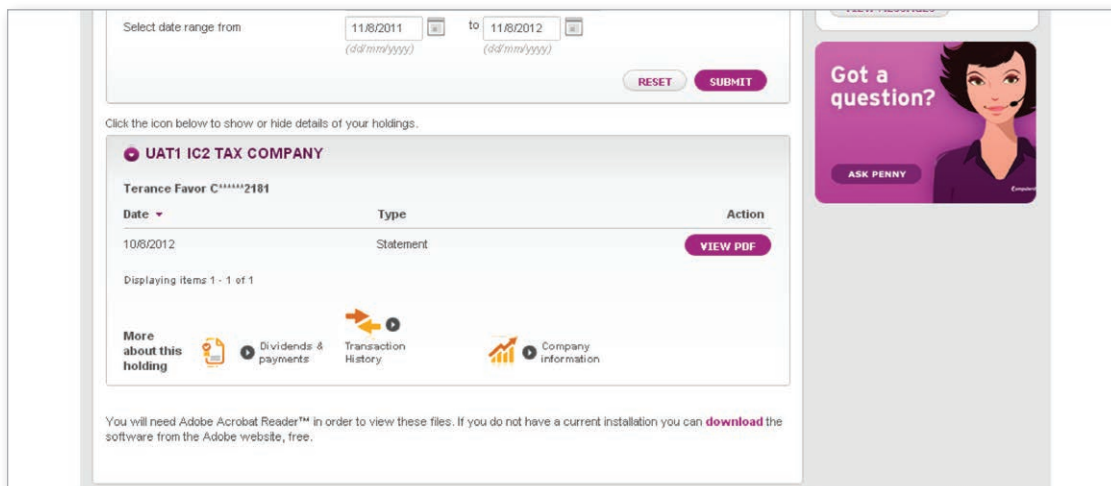 Select date range from 11/8/2011 to 11/8/2012
(dd/mm/yyyy) (dd/mm/yyyy)
RESET SUBMIT
Click the icon below to show or hide details of your holdings.
UAT1 IC2 TAX COMPANY
Terance Favor C******2181
Date Type Action
10/8/2012 Statement VIEW PDF
Displaying items 1 - 1 of 1
More
about this
holding
Dividends &
payments
Transaction
History
Company
information
You will need Adobe Acrobat Reader™ in order to view these files. If you do not have a current installation you can download the
software from the Adobe website, free.
Got a
question?
ASK PENNY